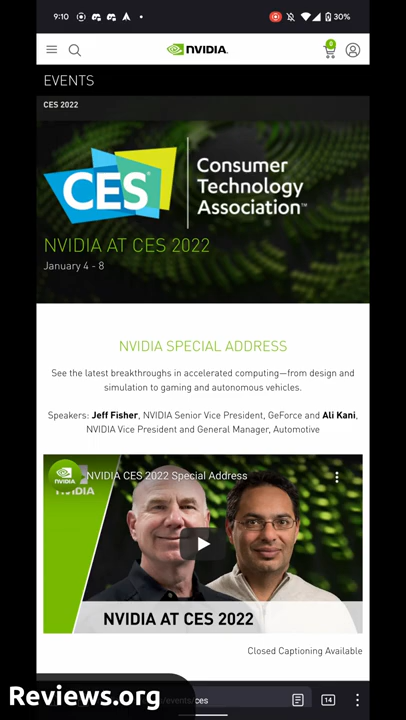 9:10
30%
0
NVIDIA.
EVENTS
CES 2022
CES
Consumer
Technology
Association™
NVIDIA AT CES 2022
January 4 - 8
NVIDIA SPECIAL ADDRESS
See the latest breakthroughs in accelerated computing—from design and
simulation to gaming and autonomous vehicles.
Speakers: Jeff Fisher, NVIDIA Senior Vice President, GeForce and Ali Kani,
NVIDIA Vice President and General Manager, Automotive
NVIDIA CES 2022 Special Address
NVIDIA AT CES 2022
Closed Captioning Available
Reviews.org
/events/ces
14